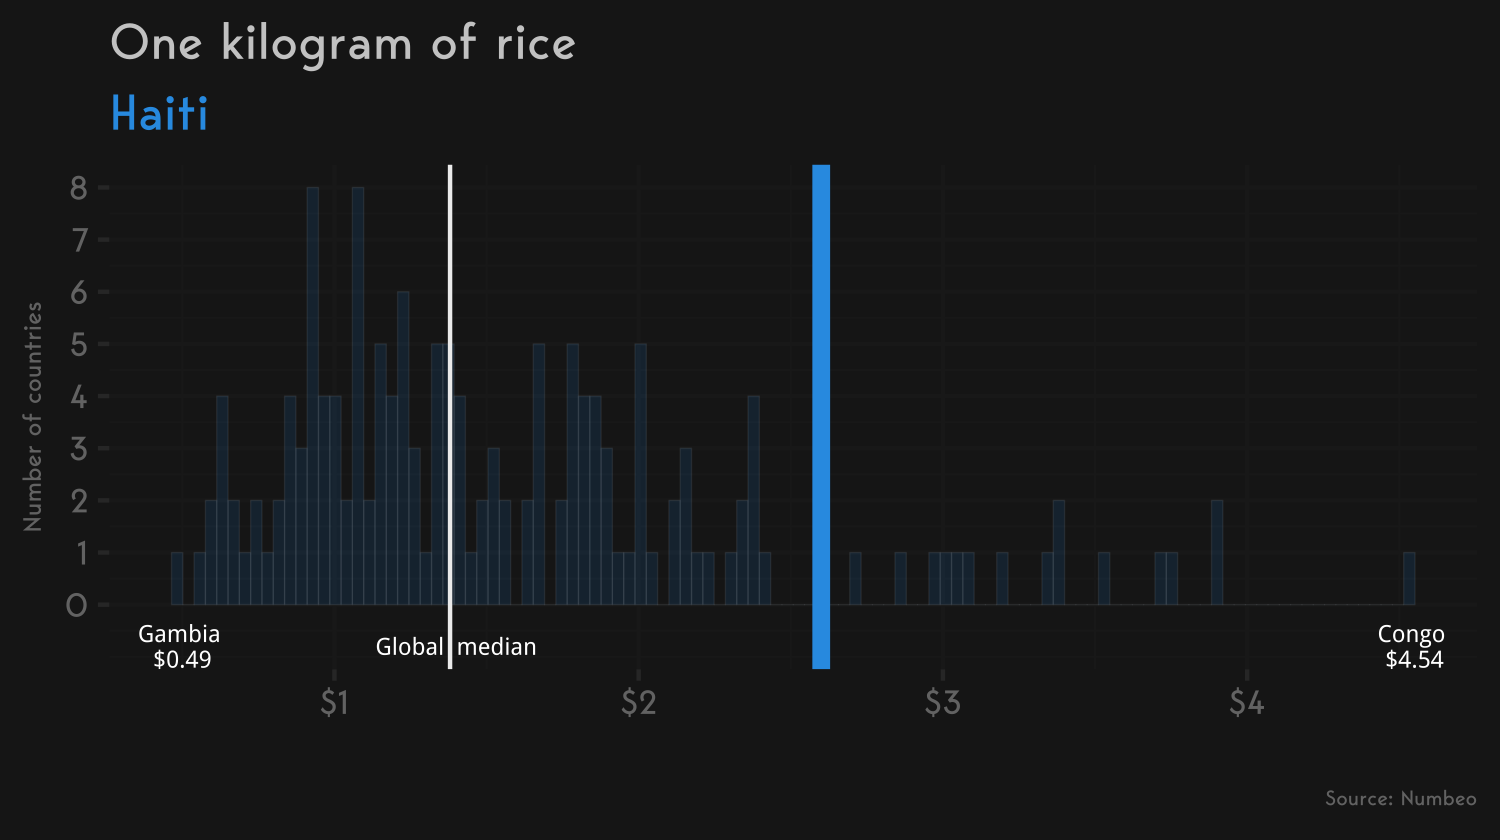 One kilogram of rice
Haiti
Number of countries
8
7
6
5
4
3
2
1
0
Gambia
$0.49
Global median
Congo
$4.54
$1 $2 $3 $4
Source: Numbeo